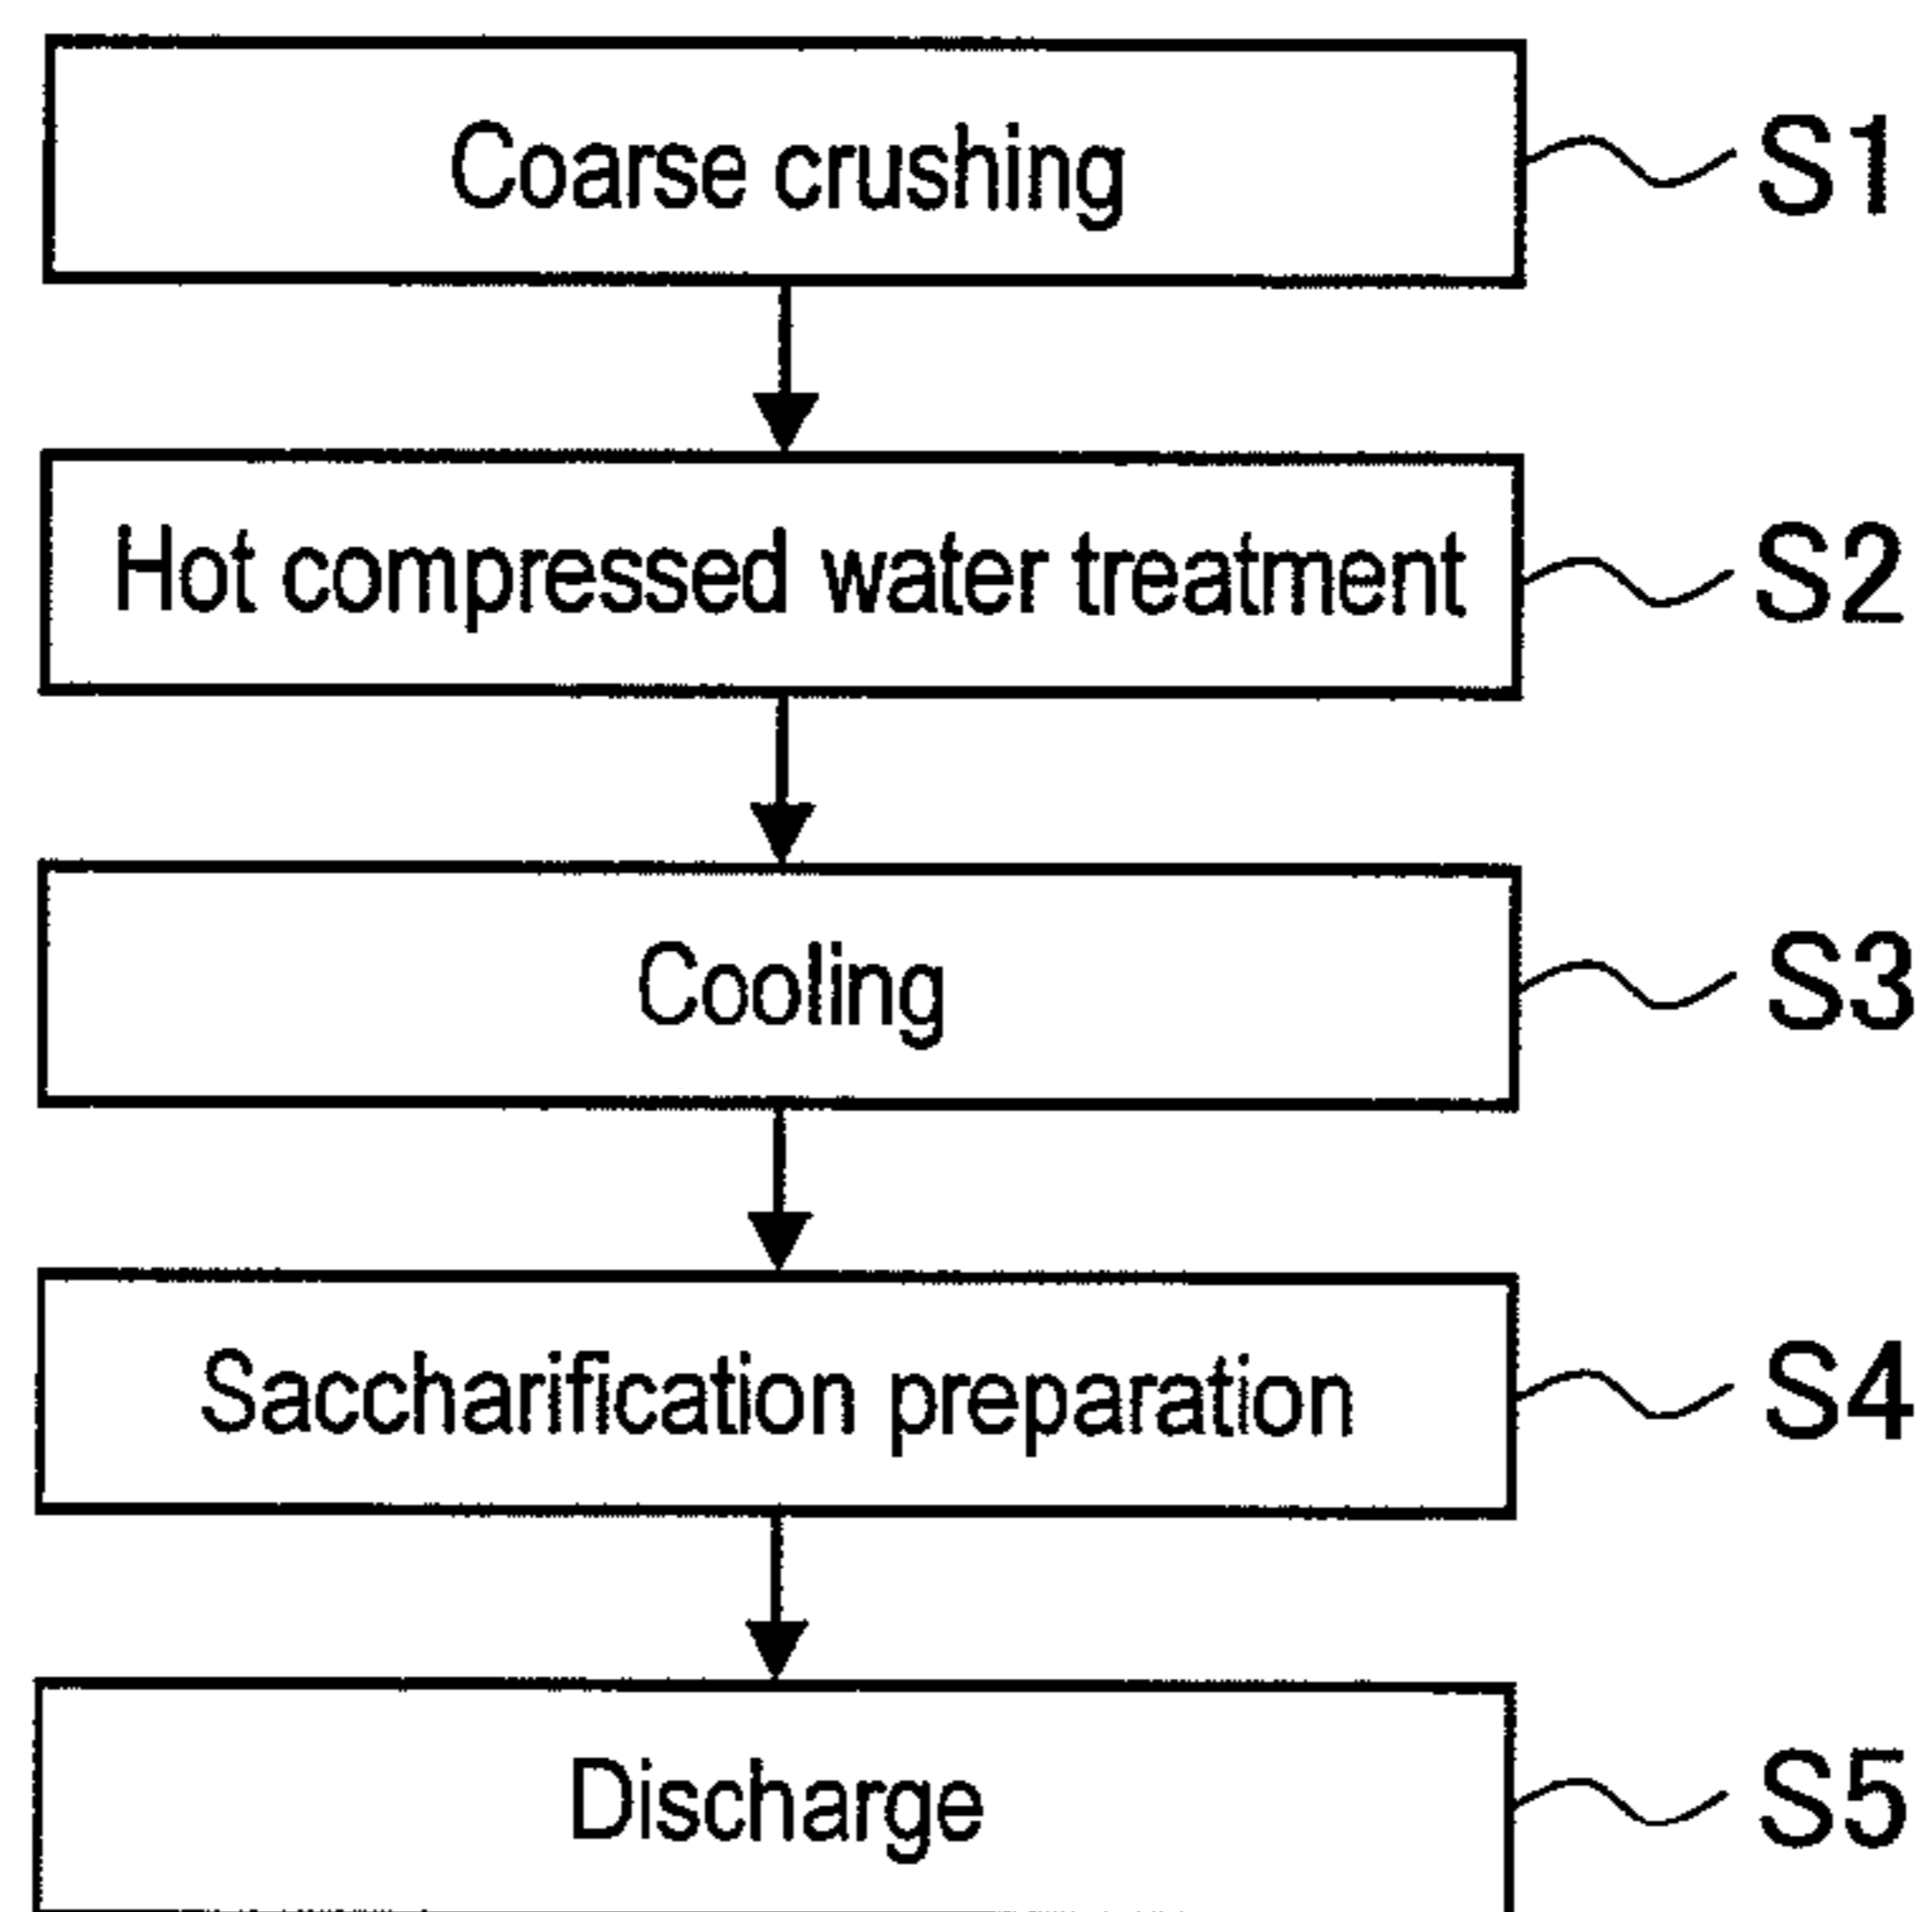 Coarse crushing S1
Hot compressed water treatment S2
Cooling S3
Saccharification preparation S4
Discharge S5